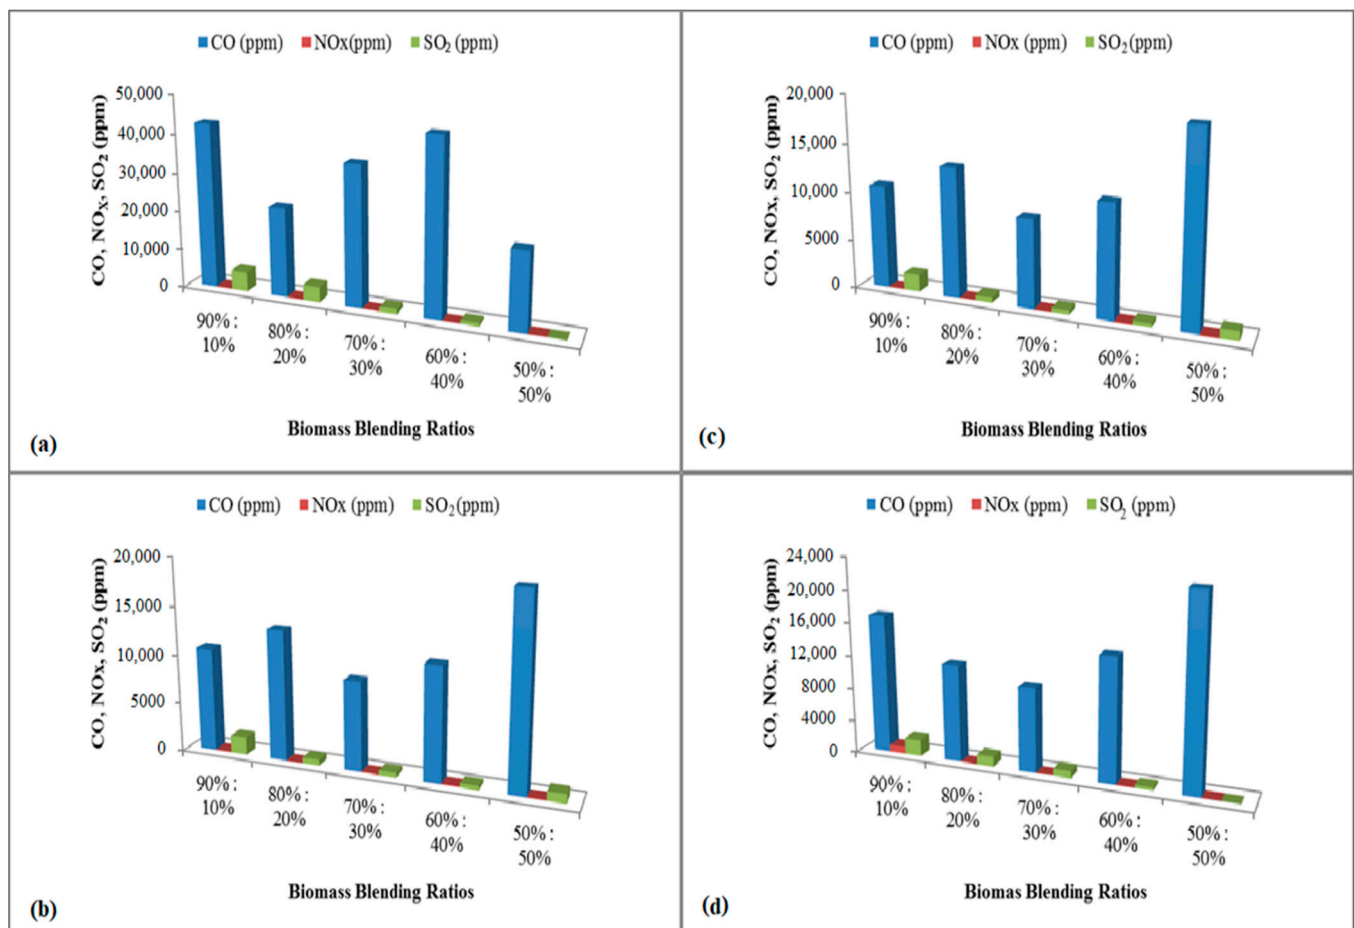 CO (ppm) NOx(ppm) SO₂ (ppm)
CO, NOx, SO₂ (ppm)
50,000
40,000
30,000
20,000
10,000
0
90% : 80% : 70% : 60% : 50% :
10% 20% 30% 40% 50%
Biomass Blending Ratios
(a)
CO (ppm) NOx (ppm) SO₂(ppm)
CO, NOx, SO₂ (ppm)
20,000
15,000
10,000
5000
0
90% : 80% : 70% : 60% : 50% :
10% 20% 30% 40% 50%
Biomass Blending Ratios
(c)
CO (ppm) NOx (ppm) SO₂(ppm)
CO, NOx, SO₂ (ppm)
20,000
15,000
10,000
5000
0
90% : 80% : 70% : 60% : 50% :
10% 20% 30% 40% 50%
Biomass Blending Ratios
(b)
CO (ppm) NOx (ppm) SO₂ (ppm)
CO, NOx, SO₂ (ppm)
24,000
20,000
16,000
12,000
8000
4000
0
90% : 80% : 70% : 60% : 50% :
10% 20% 30% 40% 50%
Biomas Blending Ratios
(d)